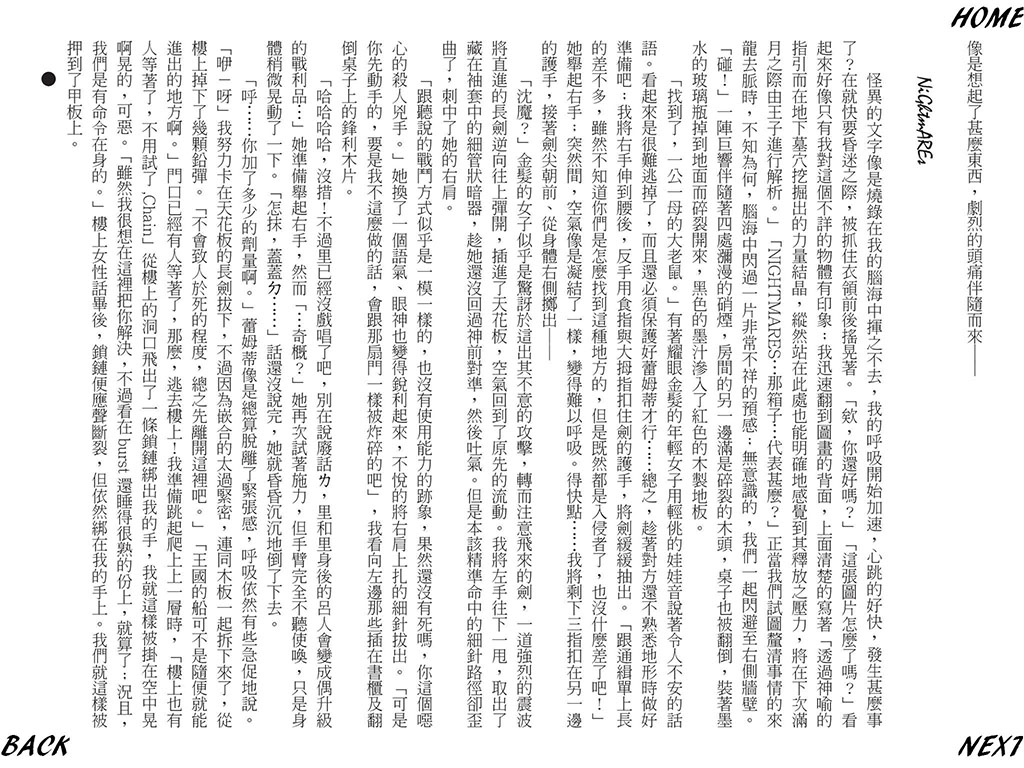 HOME
像是想起了甚麼東西，劇烈的頭痛伴隨而來───
NiGhtmAREs
怪異的文字像是燒錄在我的腦海中揮之不去，我的呼吸開始加速，心跳的好快，發生甚麼事
了？在就快要昏迷之際，被抓住衣領前後搖晃著。「欸，你還好嗎？」「這張圖片怎麼了嗎？」看
起來好像只有我對這個不詳的物體有印象…我迅速翻到圖畫的背面，上面清楚的寫著「透過神喻的
指引而在地下墓穴挖掘出的力量結晶，縱然站在此處也能明確地感覺到其釋放之壓力，將在下次滿
月之際由王子進行解析。」「NIGHTMARES…那箱子…代表甚麼？」正當我們試圖釐清事情的來
龍去脈時，不知為何，腦海中閃過一片非常不祥的預感…無意識的，我們一起閃避至右側牆壁。
「碰！」一陣巨響伴隨著四處瀰漫的硝煙，房間的另一邊滿是碎裂的木頭，桌子也被翻倒，裝著墨
水的玻璃瓶掉到地面而碎裂開來，黑色的墨汁滲入了紅色的木製地板。
「找到了，一公一母的大老鼠。」有著耀眼金髮的年輕女子用輕佻的娃娃音說著令人不安的話
語。看起來是很難逃掉了，而且還必須保護好蕾姆蒂才行……總之，趁著對方還不熟悉地形時做好
準備吧…我將右手伸到腰後，反手用食指與大拇指扣住劍的護手，將劍緩緩抽出。「跟通緝單上長
的差不多，雖然不知道你們是怎麼找到這種地方的，但是既然都是入侵者了，也沒什麼差了吧！」
她舉起右手…突然間，空氣像是凝結了一樣，變得難以呼吸。得快點……我將剩下三指扣在另一邊
的護手，接著劍尖朝前、從身體右側擲出──
「沈魔？」金髮的女子似乎是驚訝於這出其不意的攻擊，轉而注意飛來的劍，一道強烈的震波
將直進的長劍逆向往上彈開，插進了天花板，空氣回到了原先的流動。我將左手往下一甩，取出了
藏在袖套中的細管狀暗器，趁她還沒回過神前對準，然後吐氣。但是本該精準命中的細針路徑卻歪
曲了，刺中了她的右肩。
「跟聽說的戰鬥方式似乎是一模一樣的，也沒有使用能力的跡象，果然還沒有死嗎，你這個噁
心的殺人兇手。」她換了一個語氣、眼神也變得銳利起來，不悅的將右肩上扎的細針拔出。「可是
你先動手的，要是我不這麼做的話，會跟那扇門一樣被炸碎的吧」，我看向左邊那些插在書櫃及翻
倒桌子上的鋒利木片。
「哈哈哈哈，沒措！不過里已經沒戲唱了吧，別在說廢話ㄌ，里和里身後的呂人會變成偶升級
的戰利品…」她準備舉起右手，然而「…奇概？」她再次試著施力，但手臂完全不聽使喚，只是身
體稍微晃動了一下。「怎抹，蓋蓋ㄉ……」話還沒說完，她就昏昏沉沉地倒了下去。
「呼………你加了多少的劑量啊。」蕾姆蒂像是總算脫離了緊張感，呼吸依然有些急促地說。
「咿－呀」我努力卡在天花板的長劍拔下，不過因為嵌合的太過緊密，連同木板一起拆下來了，從
樓上掉下了幾顆鉛彈。「不會致人於死的程度，總之先離開這裡吧。」「王國的船可不是隨便就能
進出的地方啊。」門口已經有人等著了，那麼，逃去樓上！我準備跳起爬上上一層時，「樓上也有
人等著了，不用試了,Chain」從樓上的洞口飛出了一條鎖鏈綁出我的手，我就這樣被掛在空中晃
啊晃的，可惡。「雖然我很想在這裡把你解決，不過看在 burst 還睡得很熟的份上，就算了…況且，
我們是有命令在身的。」樓上女性話畢後，鎖鏈便應聲斷裂，但依然綁在我的手上。我們就這樣被
押到了甲板上。
●
BACK
NEXT